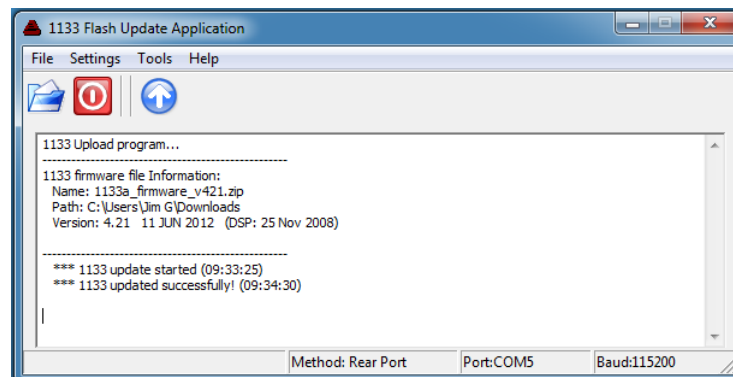 1133 Flash Update Application
File Settings Tools Help
1133 Upload program...
----------------------------------------------------
1133 firmware file Information:
Name: 1133a_firmware_v421.zip
Path: C:\Users\Jim G\Downloads
Version: 4.21 11 JUN 2012 (DSP: 25 Nov 2008)
----------------------------------------------------
*** 1133 update started (09:33:25)
*** 1133 updated successfully! (09:34:30)
Method: Rear Port Port:COM5 Baud:115200